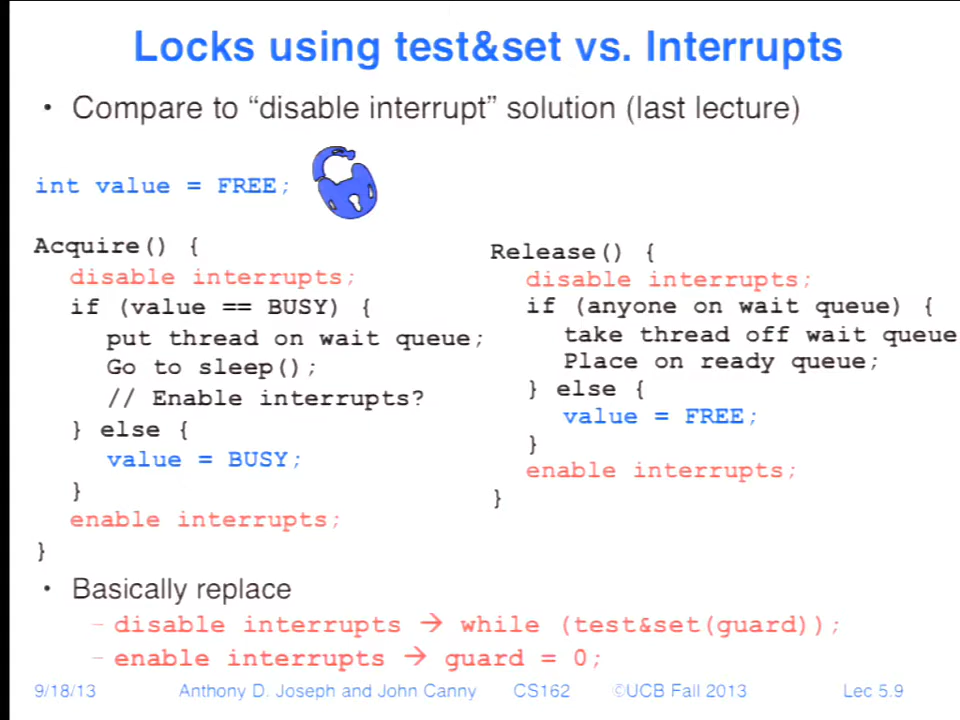 Locks using test&set vs. Interrupts
• Compare to “disable interrupt” solution (last lecture)
int value = FREE;
Acquire() {
disable interrupts;
if (value == BUSY) {
put thread on wait queue;
Go to sleep();
// Enable interrupts?
} else {
value = BUSY;
}
enable interrupts;
}
Release() {
disable interrupts;
if (anyone on wait queue) {
take thread off wait queue
Place on ready queue;
} else {
value = FREE;
}
enable interrupts;
}
• Basically replace
– disable interrupts → while (test&set(guard));
– enable interrupts → guard = 0;
9/18/13 Anthony D. Joseph and John Canny CS162 ©UCB Fall 2013 Lec 5.9